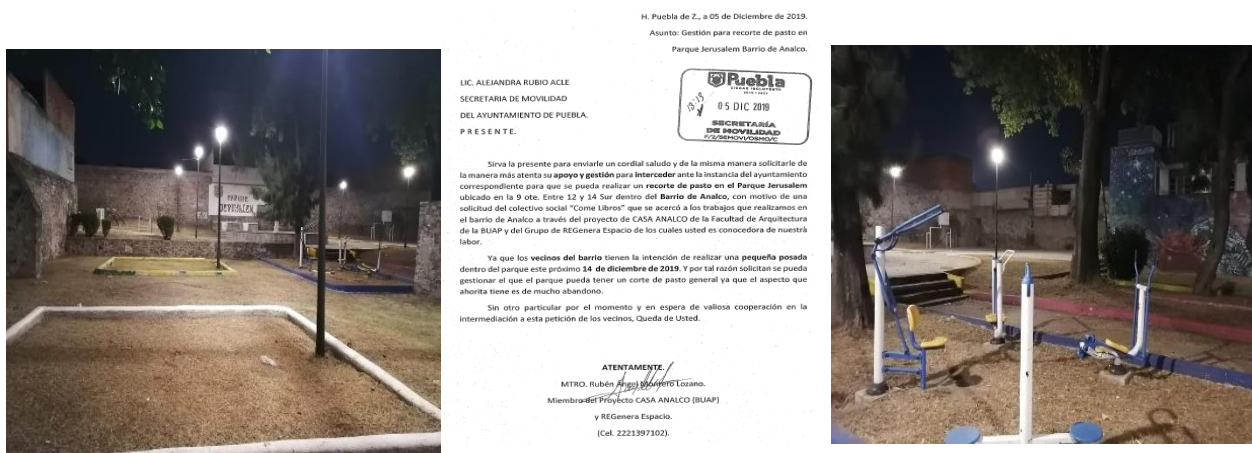 PARQUE
JERUSALEM
H. Puebla de Z., a 05 de Diciembre de 2019.
Asunto: Gestión para recorte de pasto en
Parque Jerusalem Barrio de Analco.
LIC. ALEJANDRA RUBIO ACLE
SECRETARIA DE MOVILIDAD
DEL AYUNTAMIENTO DE PUEBLA.
P R E S E N T E.
Puebla
CIUDAD INCLUYENTE
13:13
05 DIC 2019
SECRETARÍA
DE MOVILIDAD
F/2/SEMOVI/OSMO/C
Sirva la presente para enviarle un cordial saludo y de la misma manera solicitarle de
la manera más atenta su apoyo y gestión para interceder ante la instancia del ayuntamiento
correspondiente para que se pueda realizar un recorte de pasto en el Parque Jerusalem
ubicado en la 9 ote. Entre 12 y 14 Sur dentro del Barrio de Analco, con motivo de una
solicitud del colectivo social "Come Libros" que se acercó a los trabajos que realizamos en
el barrio de Analco a través del proyecto de CASA ANALCO de la Facultad de Arquitectura
de la BUAP y del Grupo de REGenera Espacio de los cuales usted es conocedora de nuestra
labor.
Ya que los vecinos del barrio tienen la intención de realizar una pequeña posada
dentro del parque este próximo 14 de diciembre de 2019. Y por tal razón solicitan se pueda
gestionar el que el parque pueda tener un corte de pasto general ya que el aspecto que
ahorita tiene es de mucho abandono.
Sin otro particular por el momento y en espera de valiosa cooperación en la
intermediación a esta petición de los vecinos, Queda de Usted.
ATENTAMENTE.
MTRO. Rubén Ángel Montero Lozano.
Miembro del Proyecto CASA ANALCO (BUAP)
y REGenera Espacio.
(Cel. 2221397102).